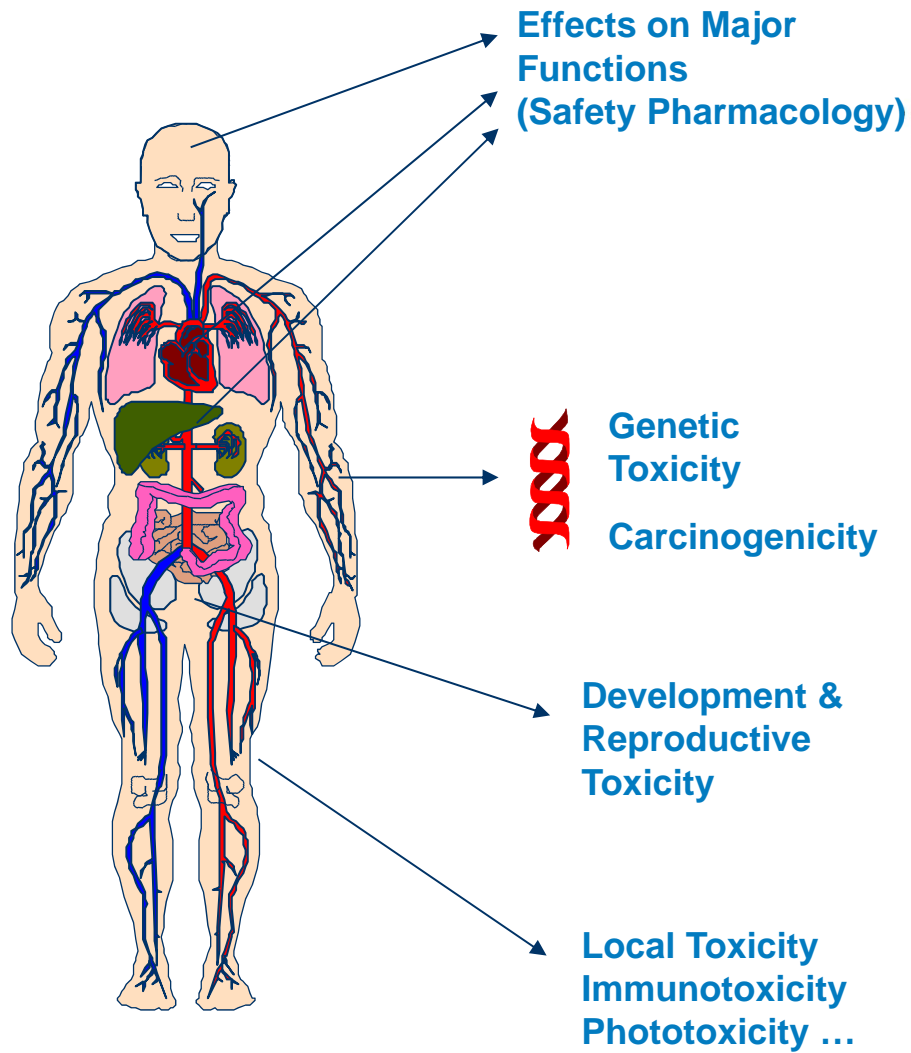 Effects on Major
Functions
(Safety Pharmacology)
Genetic
Toxicity
Carcinogenicity
Development &
Reproductive
Toxicity
Local Toxicity
Immunotoxicity
Phototoxicity …